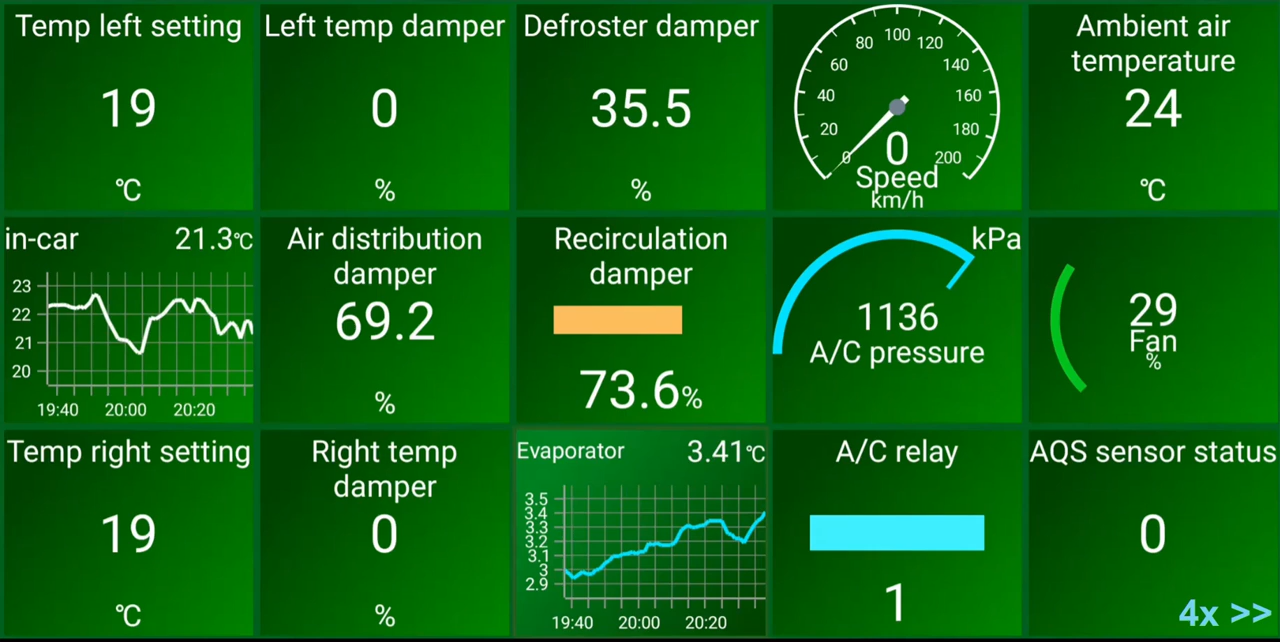 Temp left setting
19
℃
Left temp damper
0
%
Defroster damper
35.5
%
0
20
40
60
80
100
120
140
160
180
200
0
Speed
km/h
Ambient air
temperature
24
℃
in-car
21.3℃
23
22
21
20
19:40
20:00
20:20
Air distribution
damper
69.2
%
Recirculation
damper
73.6%
kPa
1136
A/C pressure
29
Fan
%
Temp right setting
19
℃
Right temp
damper
0
%
Evaporator
3.41℃
3.5
3.4
3.3
3.2
3.1
3
2.9
19:40
20:00
20:20
A/C relay
1
AQS sensor status
0
4x >>